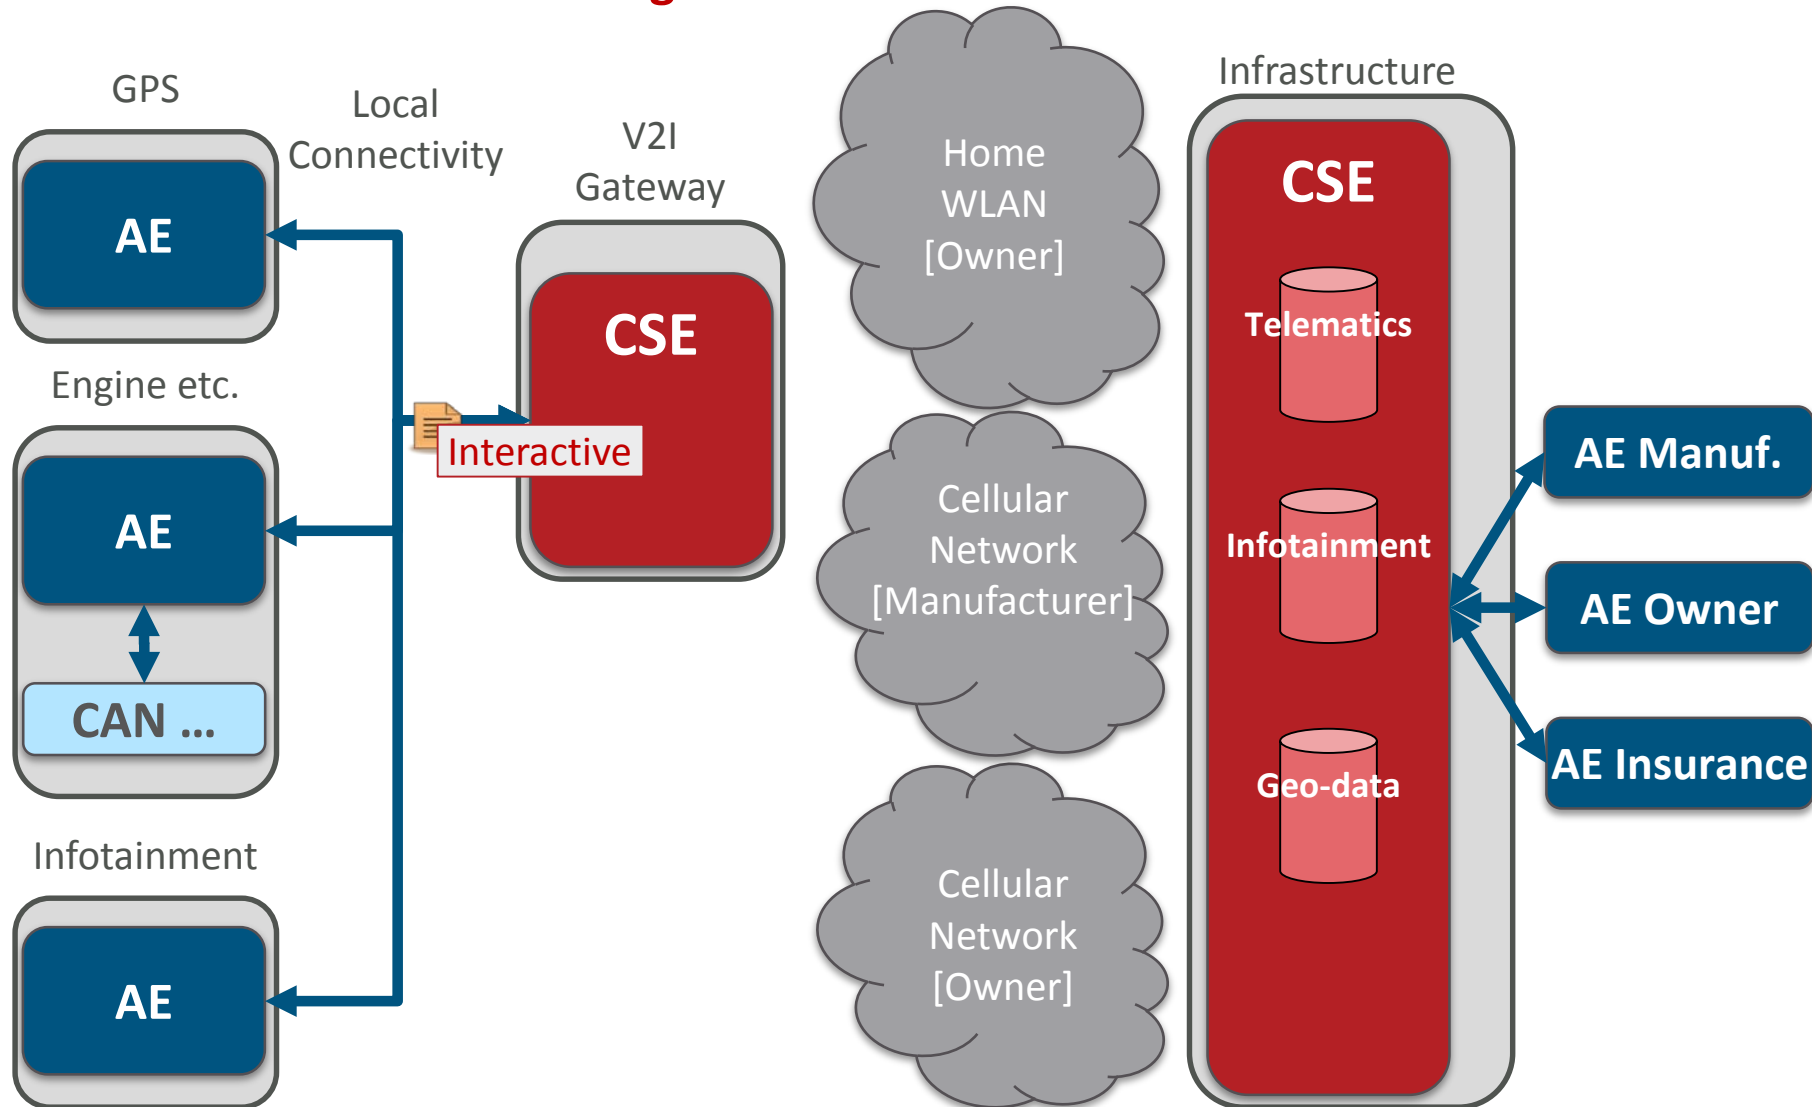 GPS
AE
Engine etc.
AE
CAN ...
Infotainment
AE
Local
Connectivity
V2I
Gateway
CSE
Interactive
Home
WLAN
[Owner]
Cellular
Network
[Manufacturer]
Cellular
Network
[Owner]
Infrastructure
CSE
Telematics
Infotainment
Geo-data
AE Manuf.
AE Owner
AE Insurance